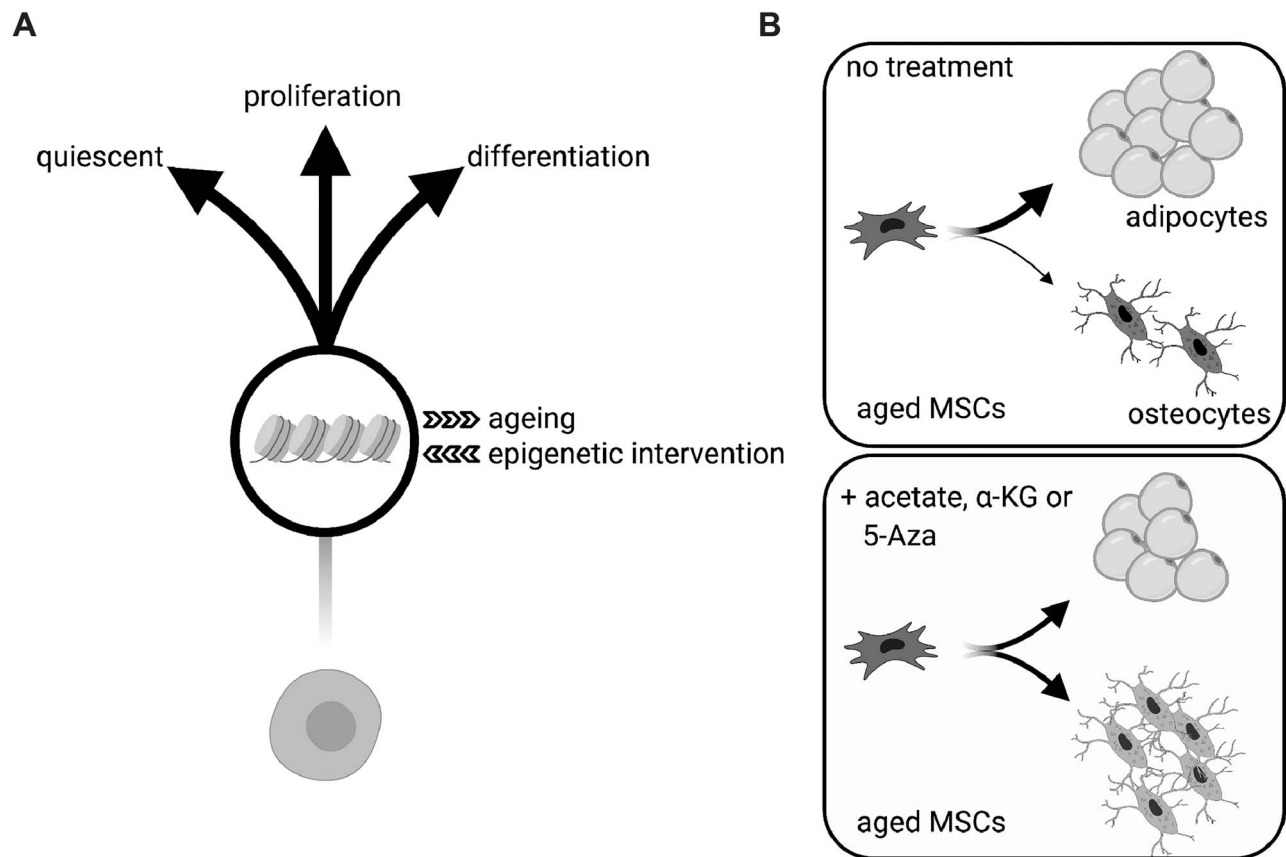 A
proliferation
quiescent
differentiation
ageing
epigenetic intervention
B
no treatment
adipocytes
aged MSCs
osteocytes
+ acetate, α-KG or
5-Aza
aged MSCs